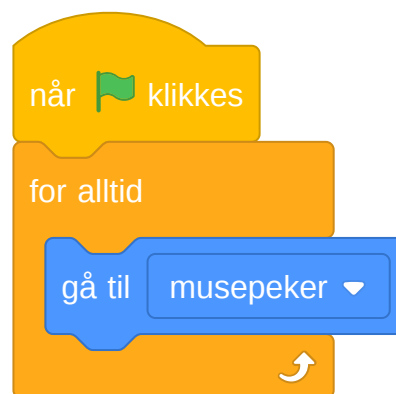 når klikkes
for alltid
gå til musepeker